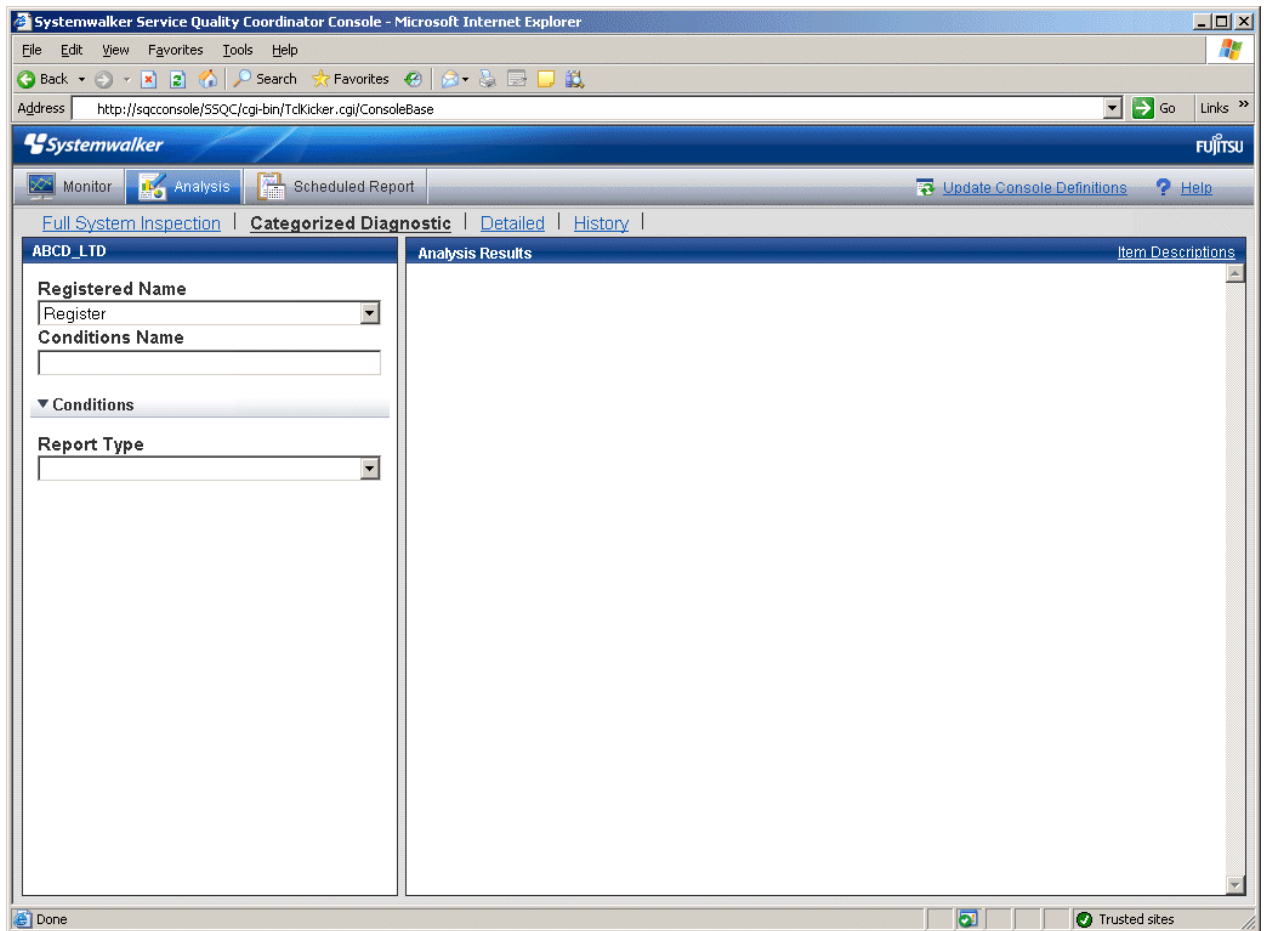 Systemwalker Service Quality Coordinator Console - Microsoft Internet Explorer
File Edit View Favorites Tools Help
Back Search Favorites
Address http://sqcconsole/SSQC/cgi-bin/TclKicker.cgi/ConsoleBase Go Links »
Systemwalker FUJITSU
Monitor Analysis Scheduled Report Update Console Definitions ? Help
Full System Inspection | Categorized Diagnostic | Detailed | History |
ABCD_LTD Analysis Results Item Descriptions
Registered Name
Register
Conditions Name
Conditions
Report Type
Done Trusted sites